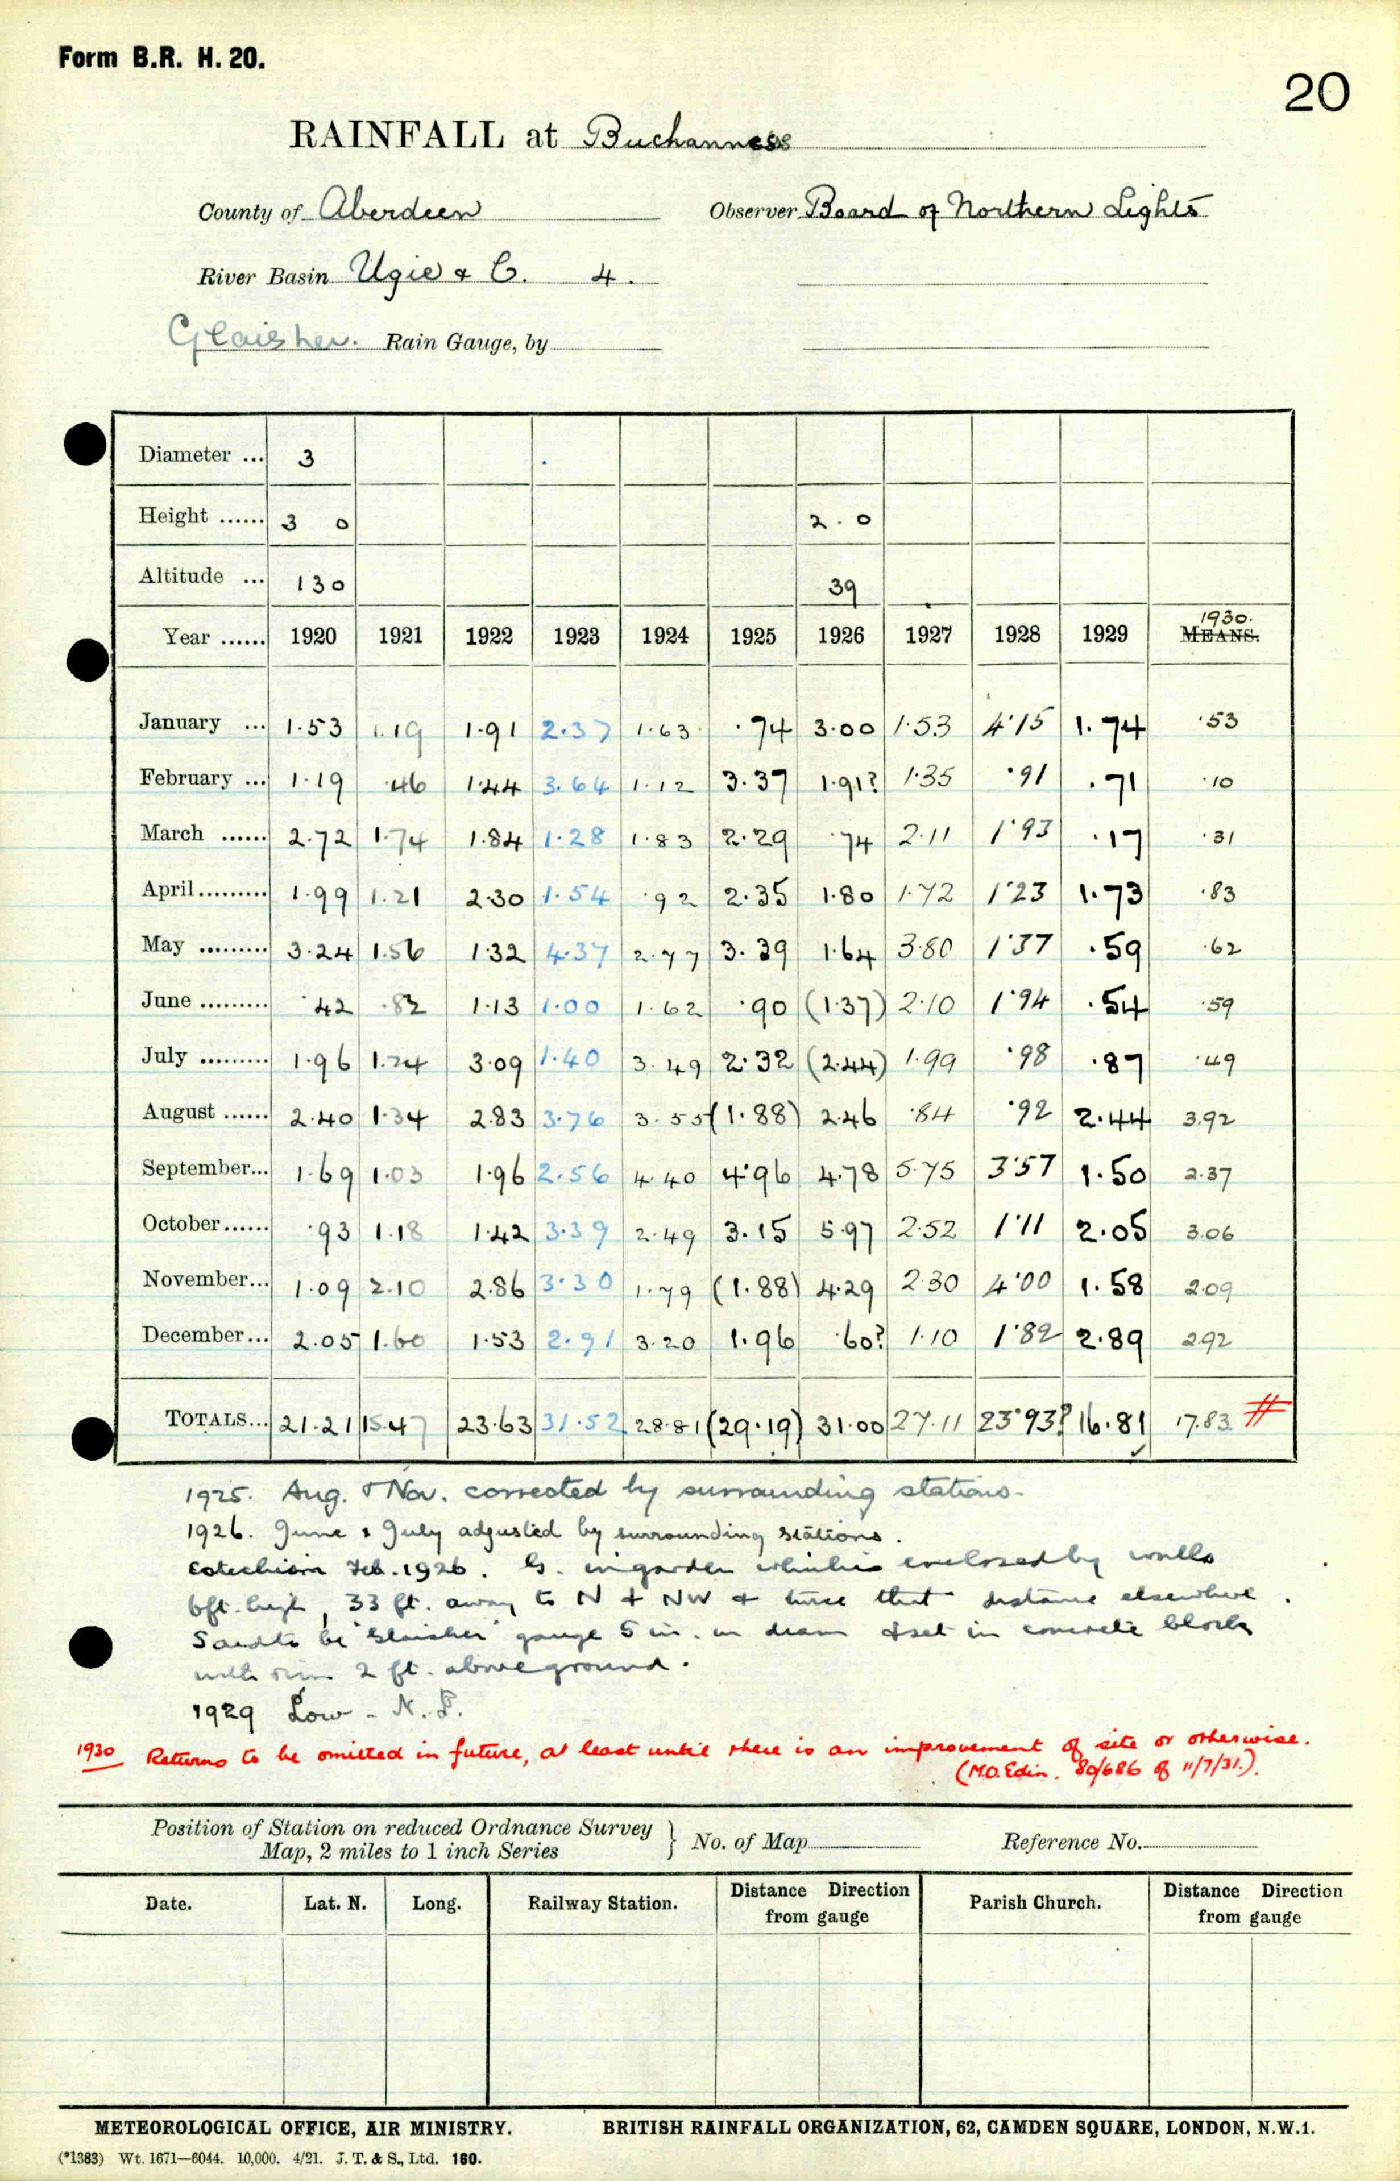 Form B.R. H. 20.
20
RAINFALL at Buchanness
County of Aberdeen Observer Board of Northern Lights
River Basin Ugie & C. 4.
Glaisher. Rain Gauge, by
Diameter ... 3
Height ...... 3 0 2.0
Altitude ... 130 39
1930.
Year ...... 1920 1921 1922 1923 1924 1925 1926 1927 1928 1929 MEANS.
January ... 1.53 1.19 1.91 2.37 1.63 .74 3.00 1.53 4.15 1.74 .53
February ... 1.19 .46 1.44 3.64 1.12 3.37 1.91? 1.35 .91 .71 .10
March ...... 2.72 1.74 1.84 1.28 1.83 2.29 .74 2.11 1.93 .17 .31
April ......... 1.99 1.21 2.30 1.54 .92 2.35 1.80 1.72 1.23 1.73 .83
May ......... 3.24 1.56 1.32 4.37 2.77 3.39 1.64 3.80 1.37 .59 .62
June ......... .42 .82 1.13 1.00 1.62 .90 (1.37) 2.10 1.94 .54 .59
July ......... 1.96 1.24 3.09 1.40 3.49 2.32 (2.44) 1.99 .98 .87 .49
August ...... 2.40 1.34 2.83 3.76 3.55 (1.88) 2.46 .84 .92 2.44 3.92
September... 1.69 1.03 1.96 2.56 4.40 4.96 4.78 5.75 3.57 1.50 2.37
October...... .93 1.18 1.42 3.39 2.49 3.15 5.97 2.52 1.11 2.05 3.06
November... 1.09 2.10 2.86 3.30 1.79 (1.88) 4.29 2.30 4.00 1.58 2.09
December... 2.05 1.60 1.53 2.91 3.20 1.96 .60? 1.10 1.82 2.89 2.92
TOTALS... 21.21 15.47 23.63 31.52 28.81 (29.19) 31.00 27.11 23.93? 16.81 17.83 #
1925. Aug. & Nov. corrected by surrounding stations.
1926. June & July adjusted by surrounding stations.
Catechism Feb. 1926. G. in garden which is enclosed by walls
6ft. high, 33 ft. away to N & NW & twice that distance elsewhere.
Said to be "Glaisher" gauge 5 in. in diam & set in concrete block
with rim 2 ft. above ground.
1929 Low - N.F.
1930 Returns to be omitted in future, at least until there is an improvement of site or otherwise.
(M.O. Edin. 80/686 of 11/7/31.).
Position of Station on reduced Ordnance Survey
Map, 2 miles to 1 inch Series } No. of Map Reference No.
Date. Lat. N. Long. Railway Station. Distance Direction from gauge Parish Church. Distance Direction from gauge
METEOROLOGICAL OFFICE, AIR MINISTRY. BRITISH RAINFALL ORGANIZATION, 62, CAMDEN SQUARE, LONDON, N.W.1.
(*1383) Wt. 1671—6044. 10,000. 4/21. J. T. & S., Ltd. 160.